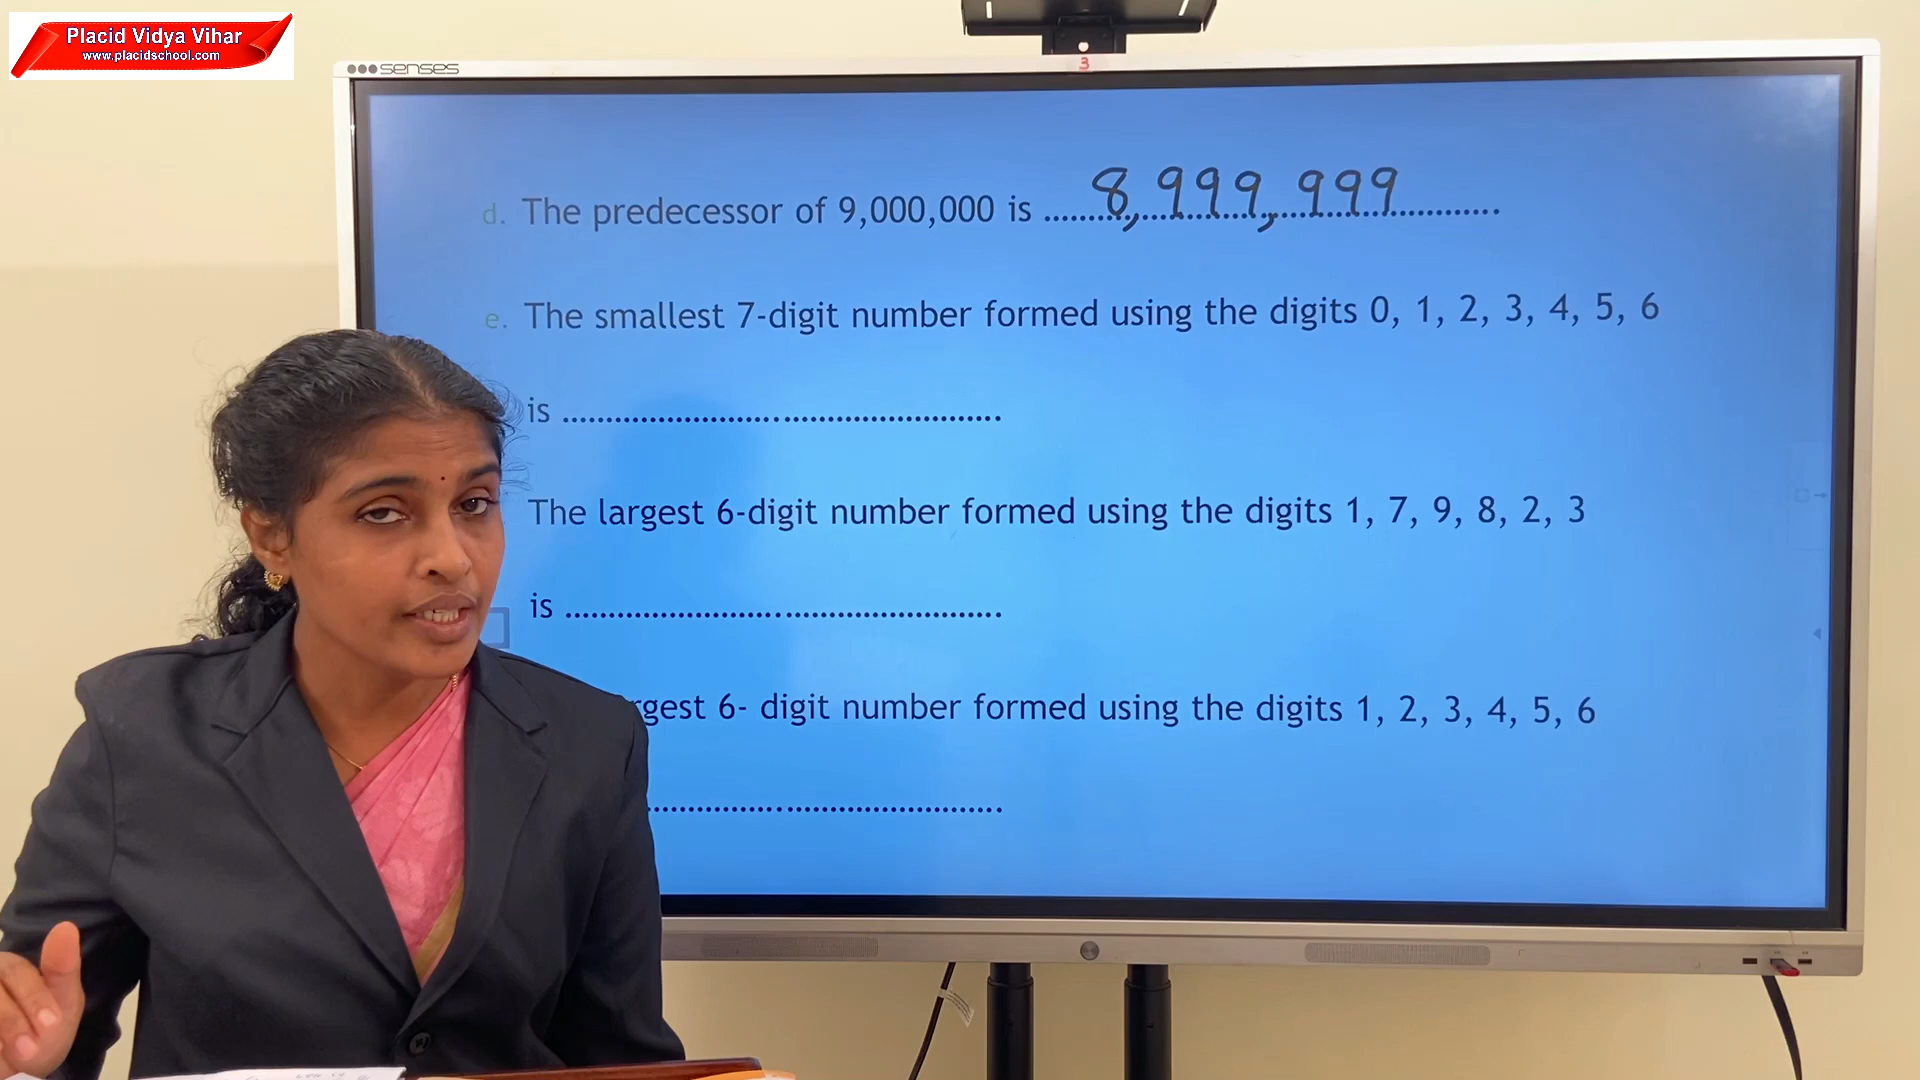 Placid Vidya Vihar
www.placidschool.com
senses
3
d. The predecessor of 9,000,000 is ........8,999,999........
e. The smallest 7-digit number formed using the digits 0, 1, 2, 3, 4, 5, 6
is ........................................
The largest 6-digit number formed using the digits 1, 7, 9, 8, 2, 3
is ........................................
rgest 6- digit number formed using the digits 1, 2, 3, 4, 5, 6
................................